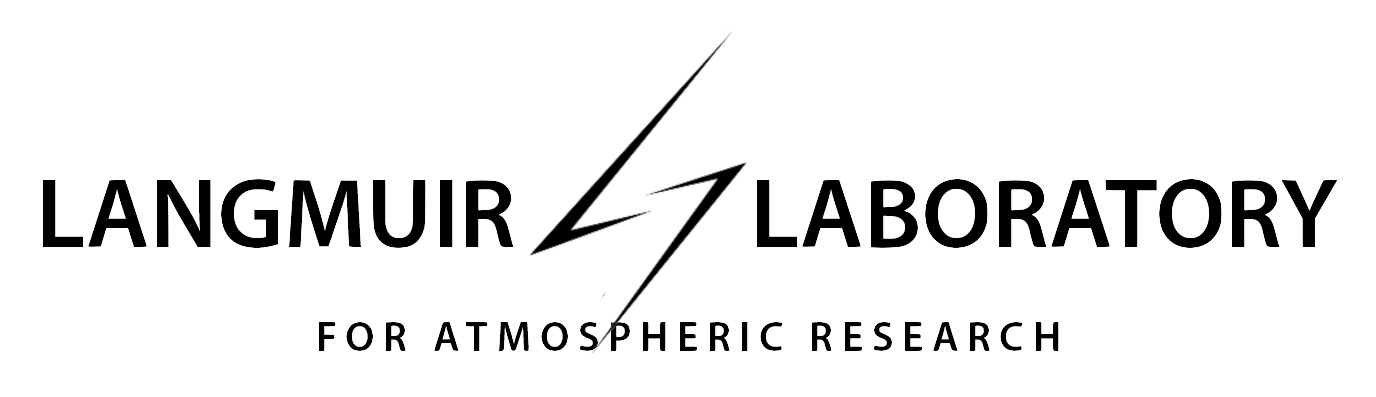 LANGMUIR LABORATORY
FOR ATMOSPHERIC RESEARCH